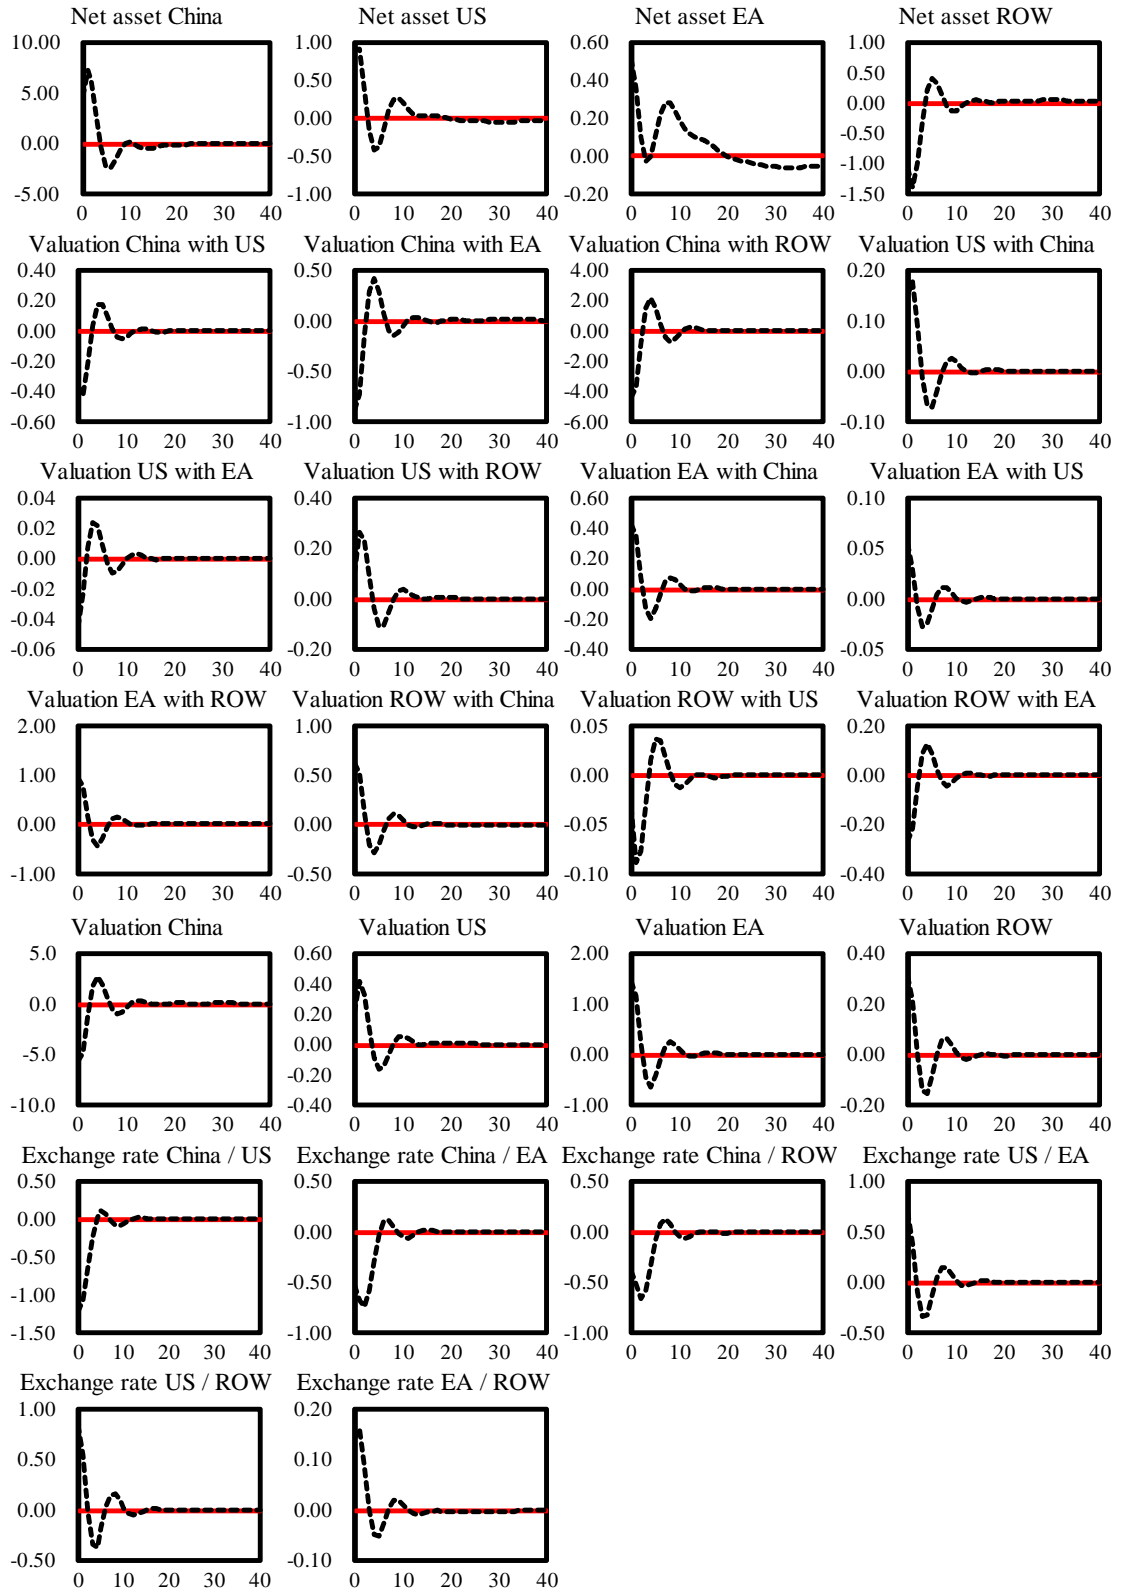 Net asset China Net asset US Net asset EA Net asset ROW
10.00 1.00 0.60 1.00
5.00 0.50 0.40 0.50
0.00 0.00 0.20 0.00
-5.00 -0.50 0.00 -0.50
-1.00 -0.20 -1.00
-1.50
0 10 20 30 40 0 10 20 30 40 0 10 20 30 40 0 10 20 30 40
Valuation China with US Valuation China with EA Valuation China with ROW Valuation US with China
0.40 0.50 4.00 0.20
0.20 0.00 2.00 0.10
0.00 -0.50 0.00 0.00
-0.20 -1.00 -2.00 -0.10
-0.40 -4.00
-0.60 -6.00
0 10 20 30 40 0 10 20 30 40 0 10 20 30 40 0 10 20 30 40
Valuation US with EA Valuation US with ROW Valuation EA with China Valuation EA with US
0.04 0.40 0.60 0.10
0.02 0.20 0.40 0.05
0.00 0.00 0.20 0.00
-0.02 -0.20 0.00 -0.05
-0.04 -0.20
-0.06 -0.40
0 10 20 30 40 0 10 20 30 40 0 10 20 30 40 0 10 20 30 40
Valuation EA with ROW Valuation ROW with China Valuation ROW with US Valuation ROW with EA
2.00 1.00 0.05 0.20
1.00 0.50 0.00 0.00
0.00 0.00 -0.05 -0.20
-1.00 -0.50 -0.10 -0.40
0 10 20 30 40 0 10 20 30 40 0 10 20 30 40 0 10 20 30 40
Valuation China Valuation US Valuation EA Valuation ROW
5.0 0.60 2.00 0.40
0.0 0.40 1.00 0.20
-5.0 0.20 0.00 0.00
-10.0 0.00 -1.00 -0.20
-0.20
-0.40
0 10 20 30 40 0 10 20 30 40 0 10 20 30 40 0 10 20 30 40
Exchange rate China / US Exchange rate China / EA Exchange rate China / ROW Exchange rate US / EA
0.50 0.50 0.50 1.00
0.00 0.00 0.00 0.50
-0.50 -0.50 -0.50 0.00
-1.00 -1.00 -1.00 -0.50
-1.50
0 10 20 30 40 0 10 20 30 40 0 10 20 30 40 0 10 20 30 40
Exchange rate US / ROW Exchange rate EA / ROW
1.00 0.20
0.50 0.10
0.00 0.00
-0.50 -0.10
0 10 20 30 40 0 10 20 30 40